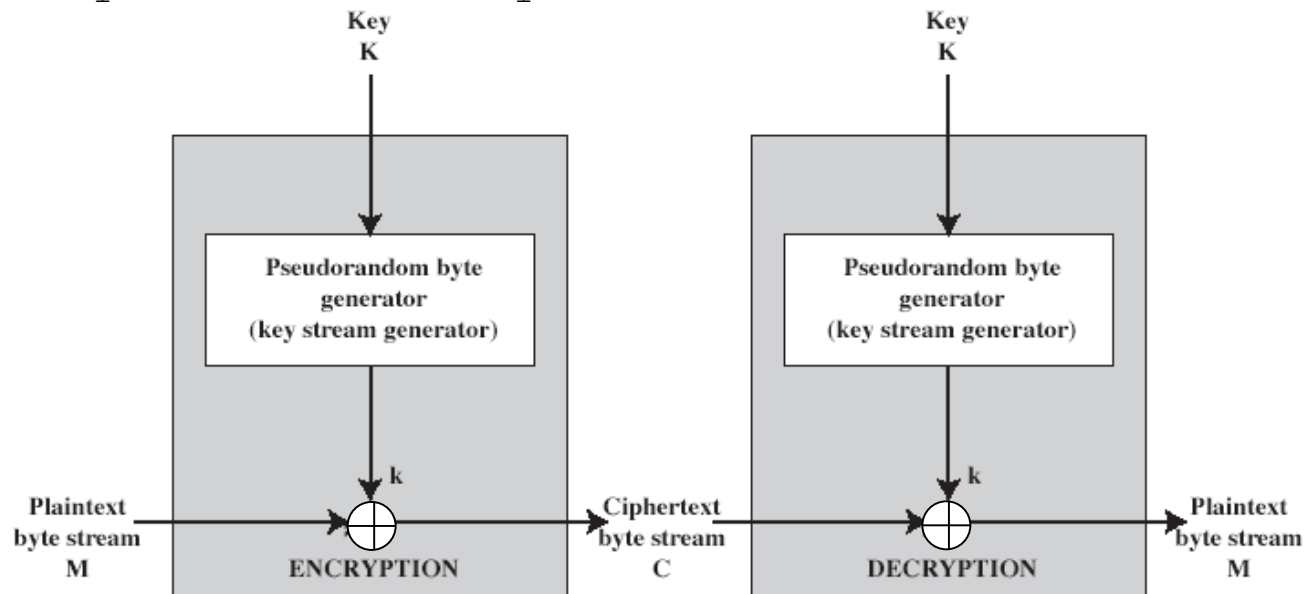 Key
K
Key
K
Pseudorandom byte
generator
(key stream generator)
Pseudorandom byte
generator
(key stream generator)
k
k
Plaintext
byte stream
M
ENCRYPTION
Ciphertext
byte stream
C
DECRYPTION
Plaintext
byte stream
M